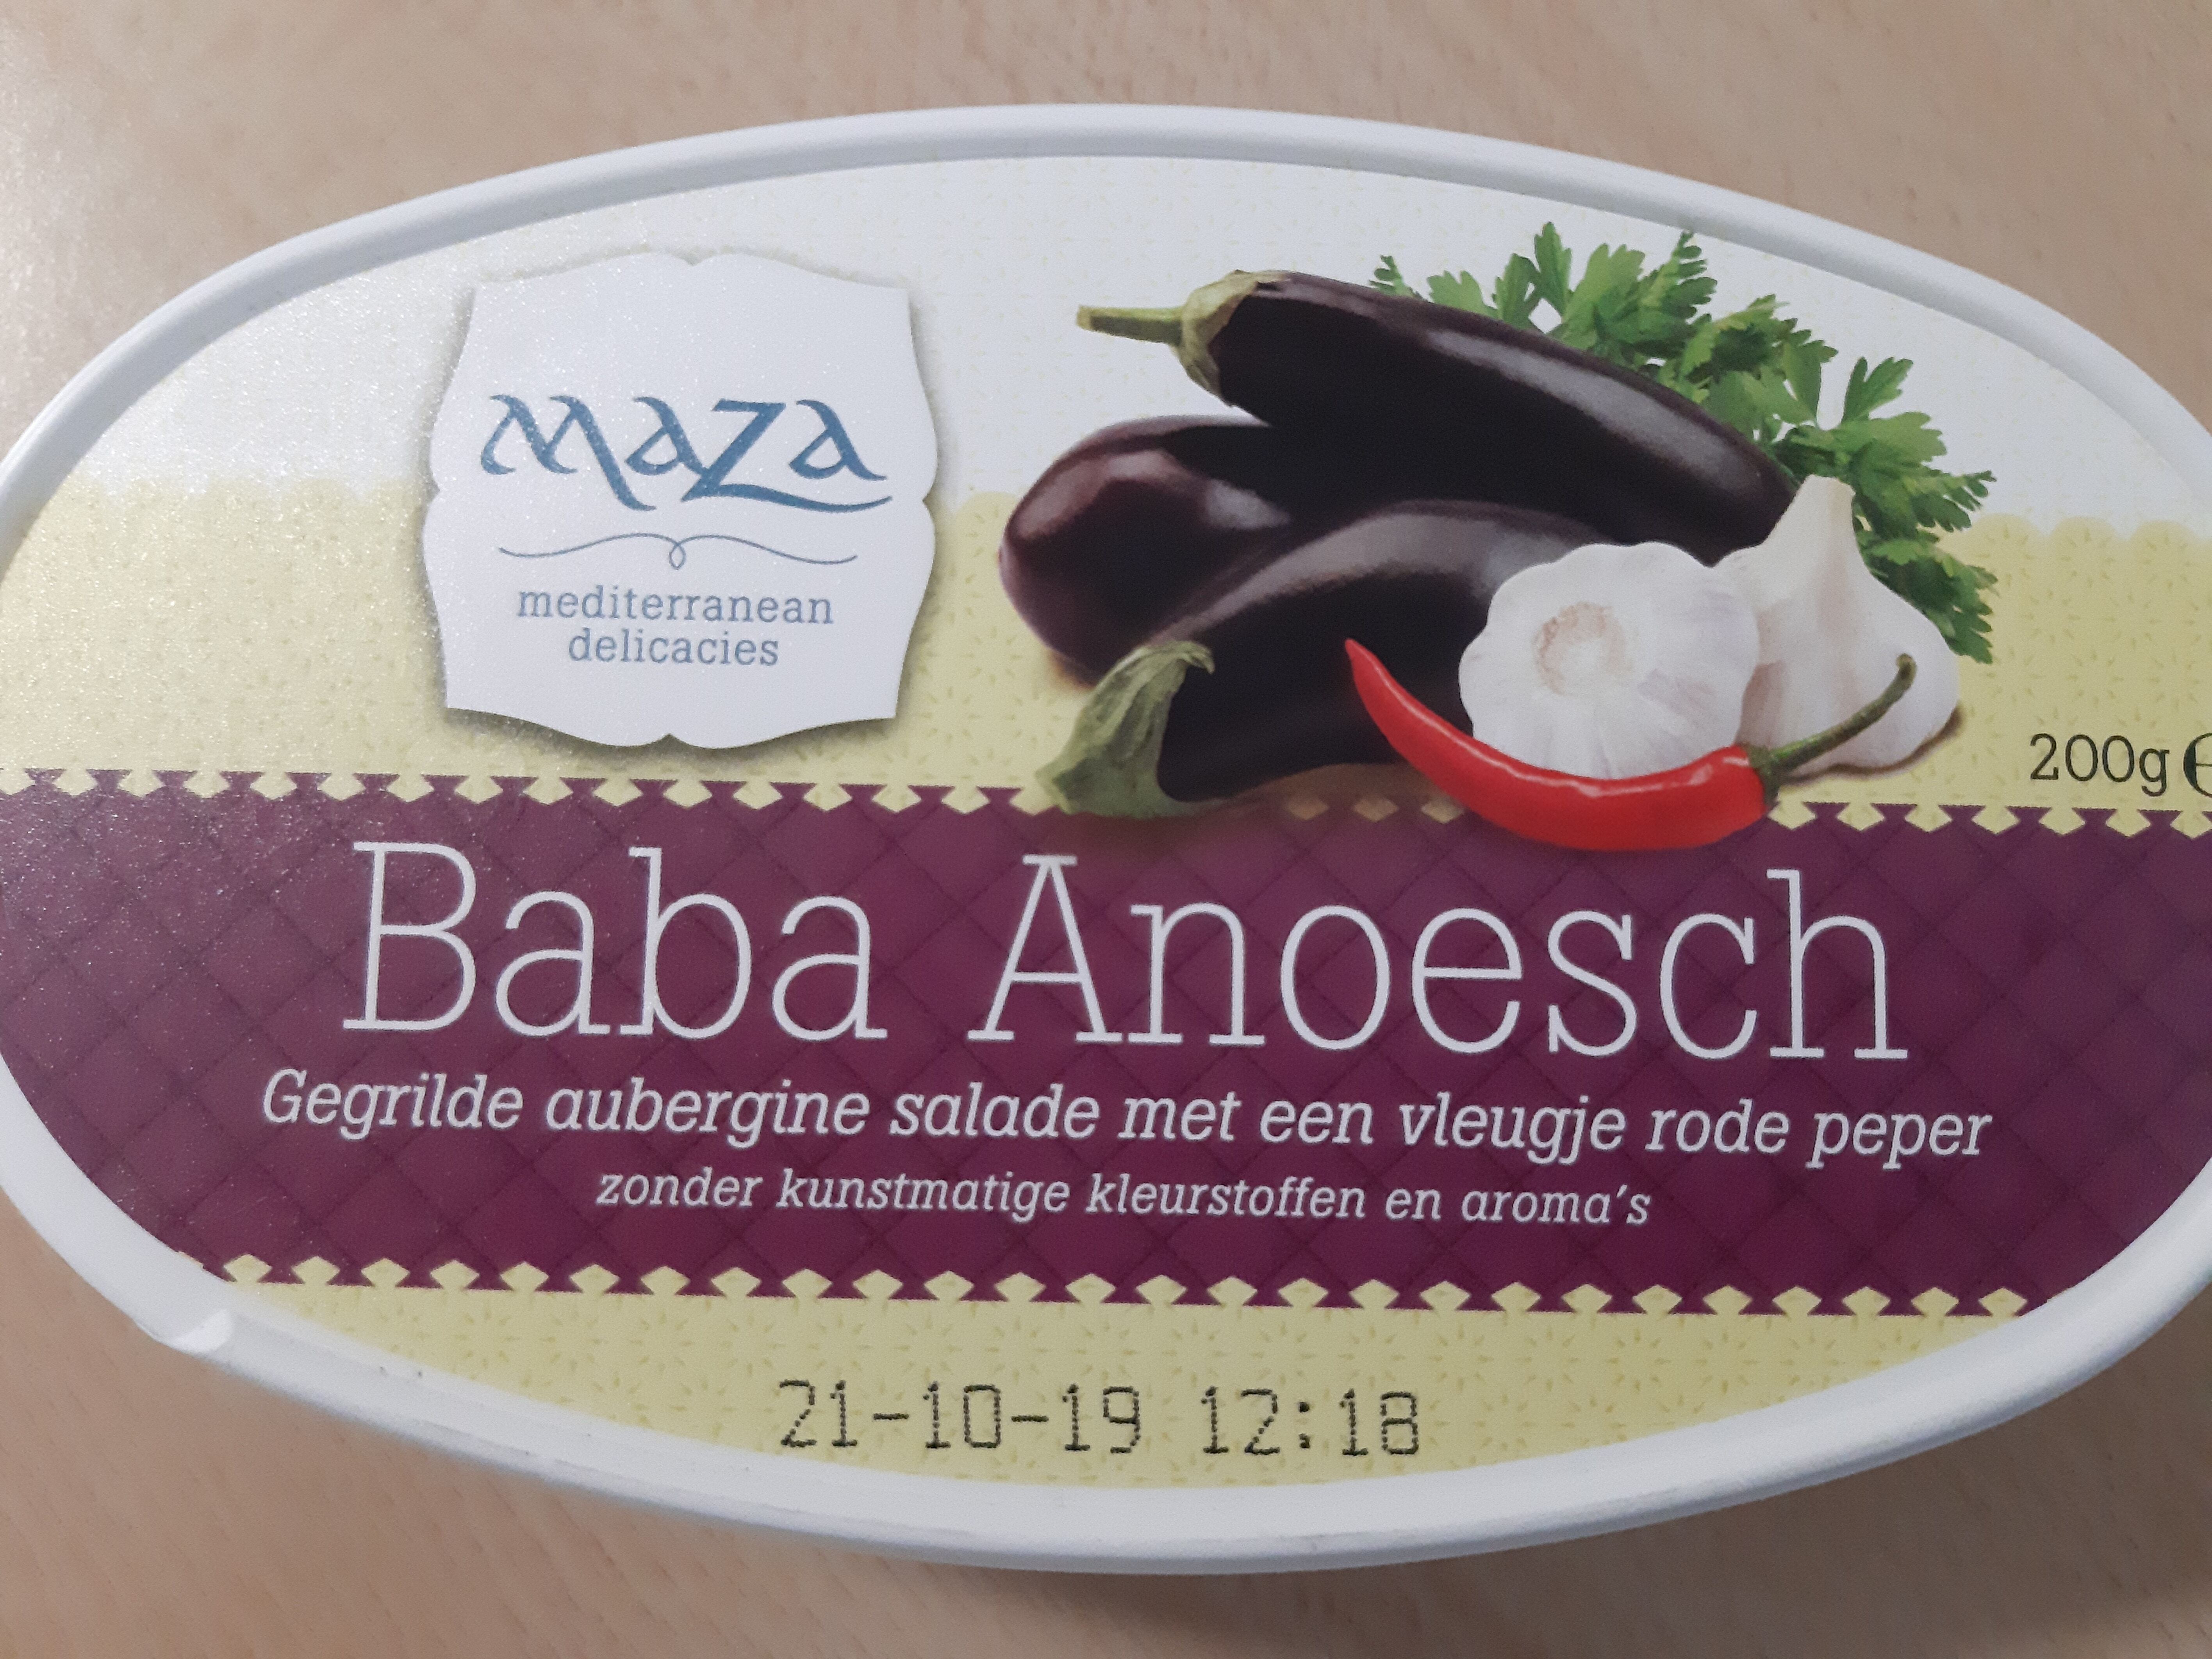 maza
mediterranean
delicacies
200g ℮
Baba Anoesch
Gegrilde aubergine salade met een vleugje rode peper
zonder kunstmatige kleurstoffen en aroma's
21-10-19 12:18